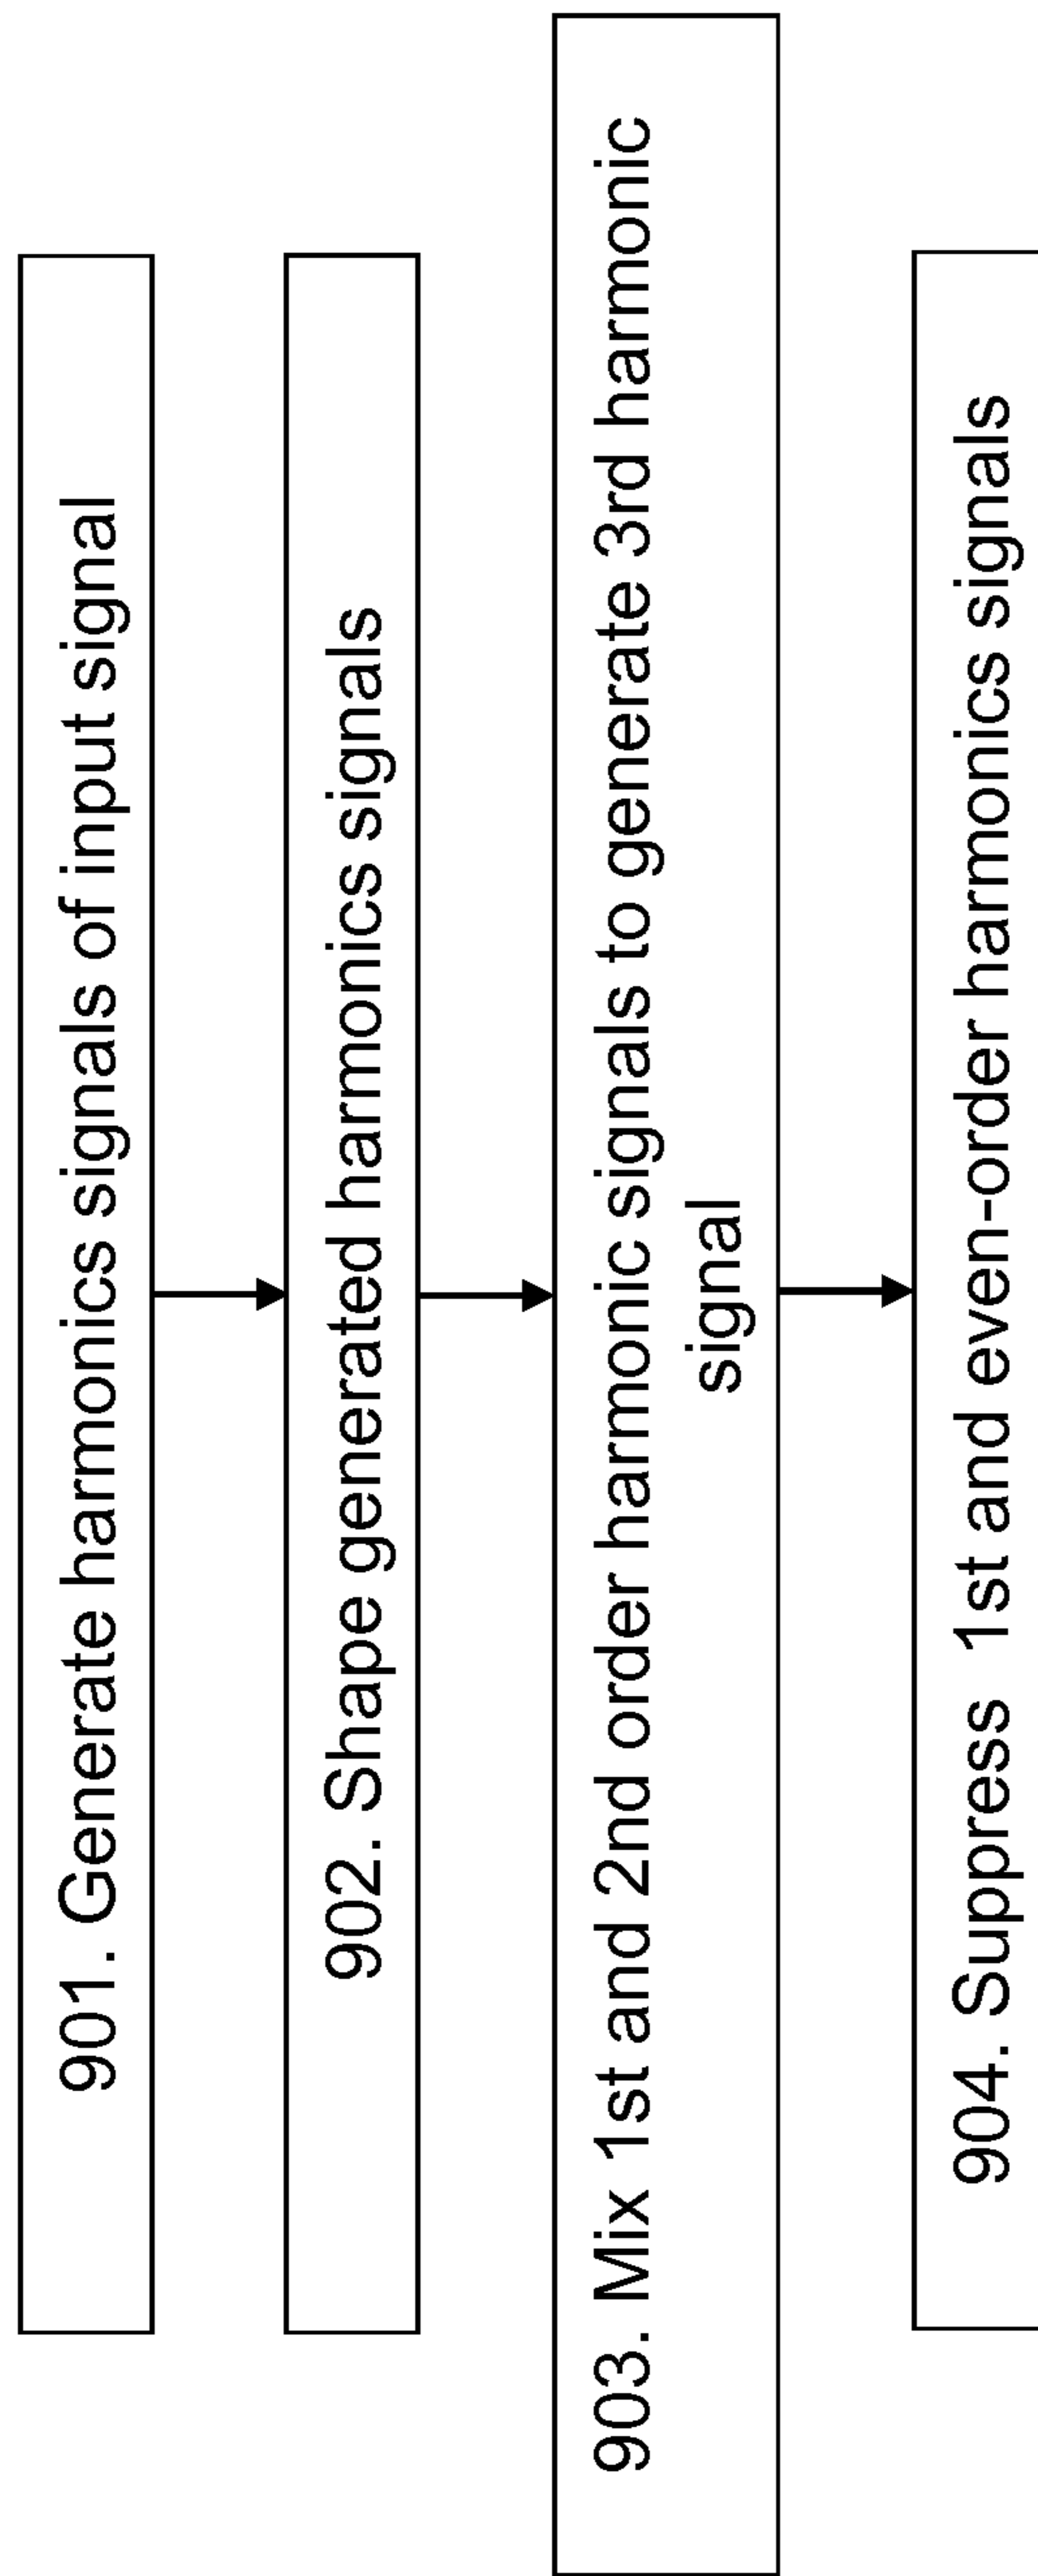 901. Generate harmonics signals of input signal
902. Shape generated harmonics signals
903. Mix 1st and 2nd order harmonic signals to generate 3rd harmonic
signal
904. Suppress 1st and even-order harmonics signals